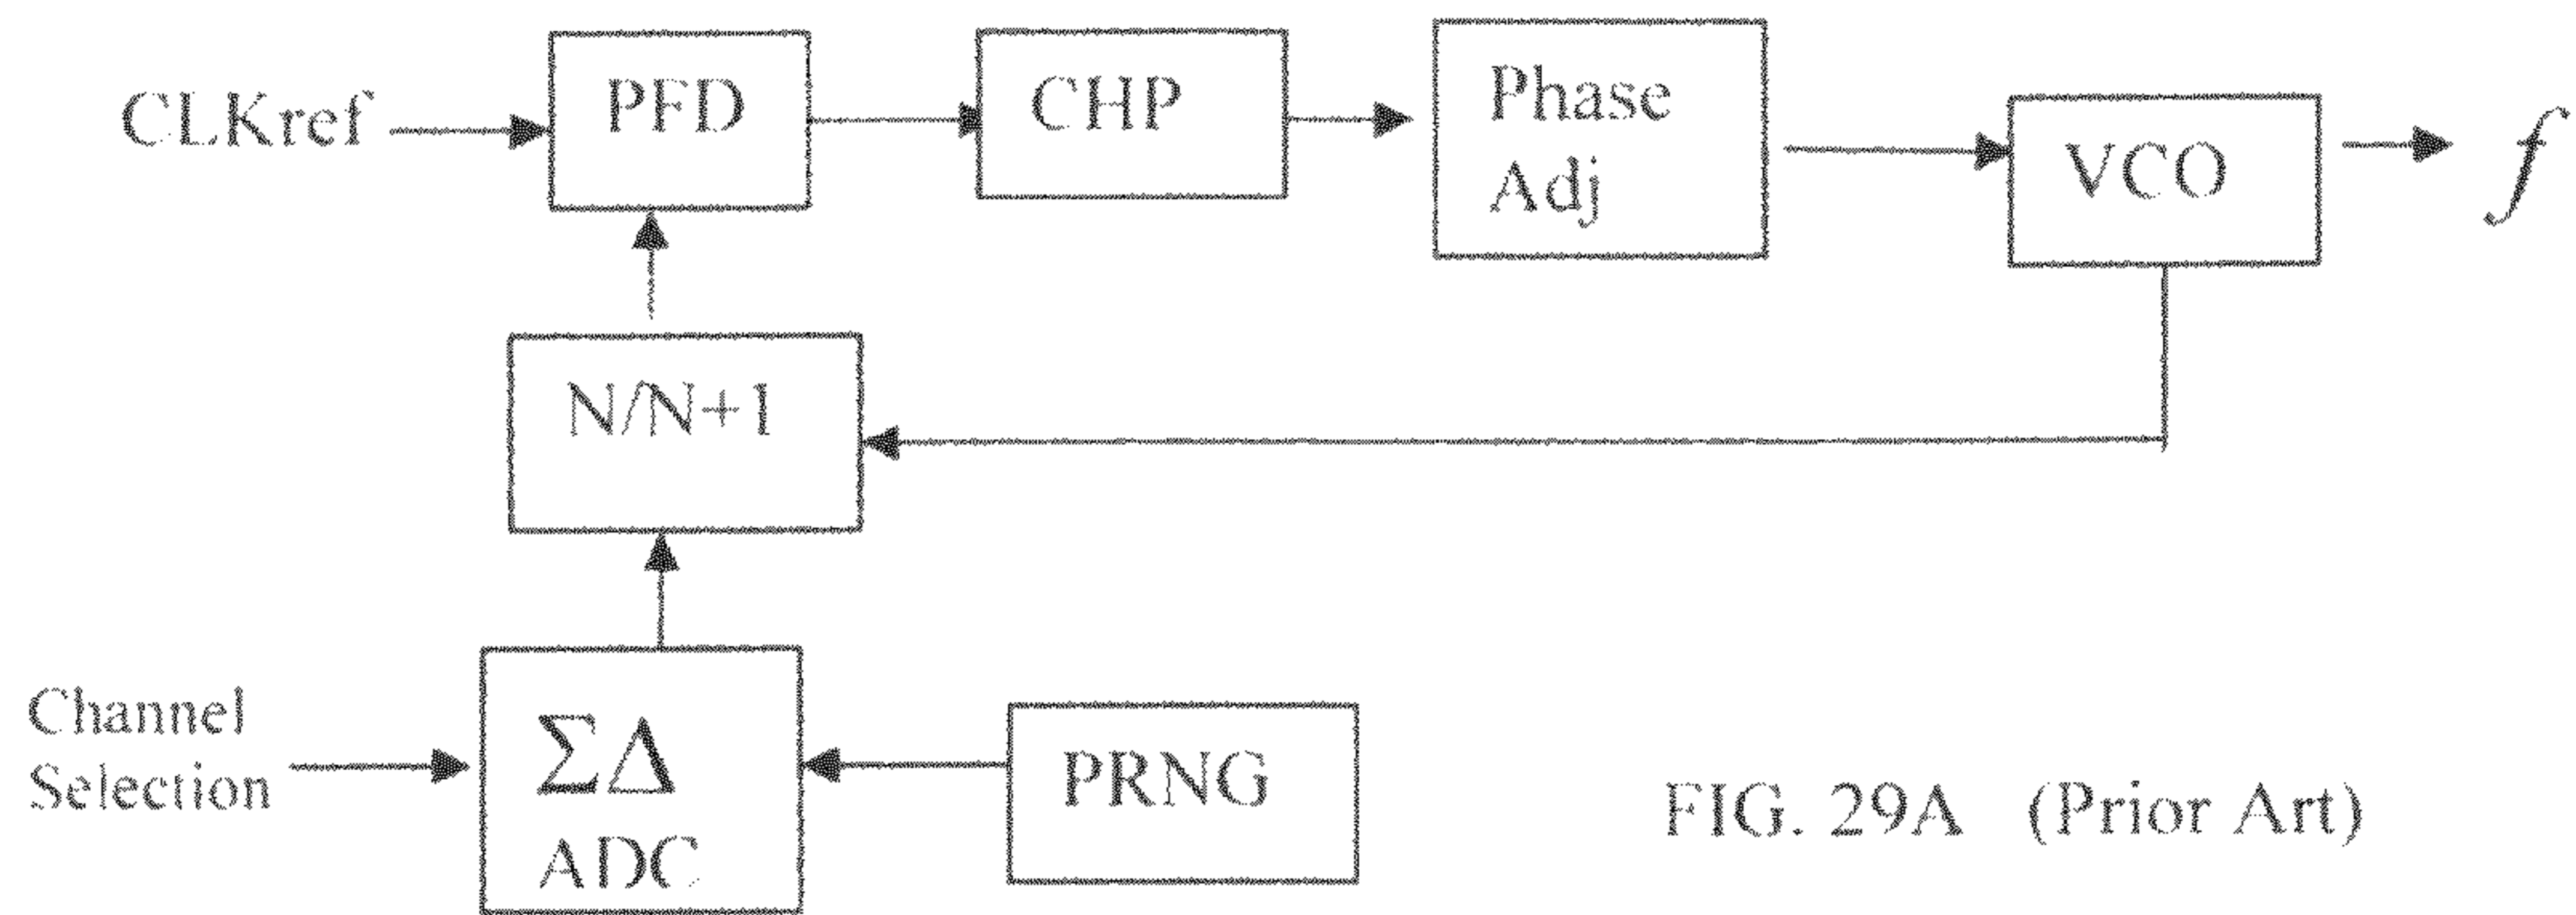 CLKref
PFD
CHP
Phase
Adj
VCO
f
N/N+1
Channel
Selection
ΣΔ
ADC
PRNG
FIG. 29A (Prior Art)